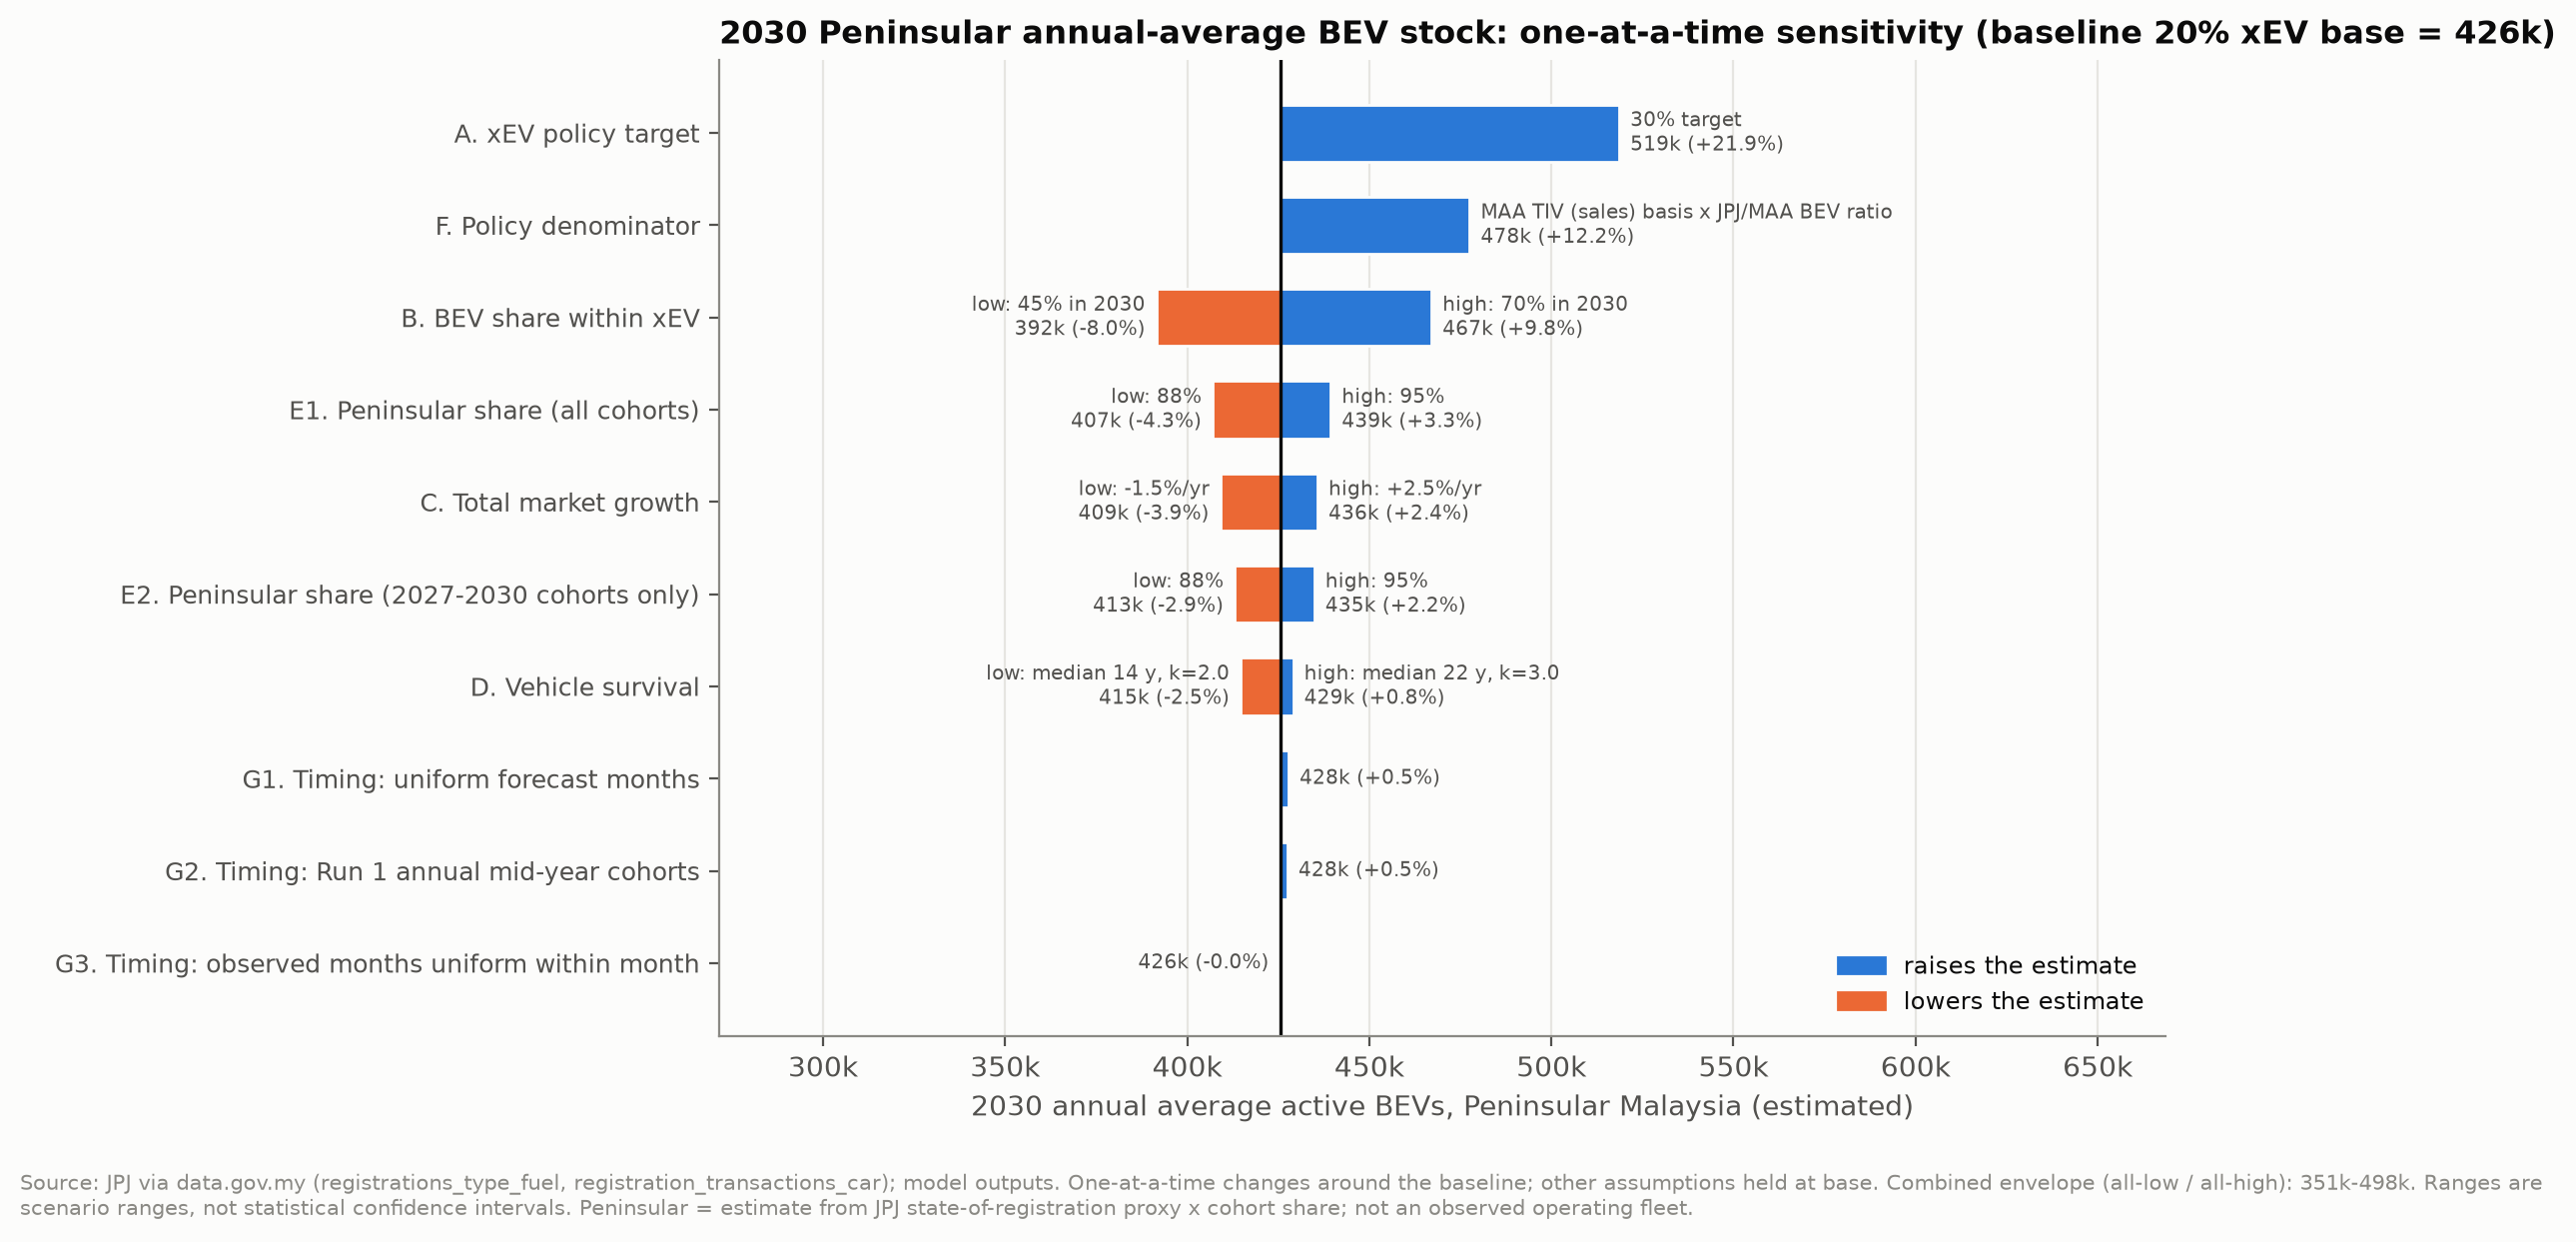 2030 Peninsular annual-average BEV stock: one-at-a-time sensitivity (baseline 20% xEV base = 426k)
A. xEV policy target
30% target
519k (+21.9%)
F. Policy denominator
MAA TIV (sales) basis x JPJ/MAA BEV ratio
478k (+12.2%)
B. BEV share within xEV
low: 45% in 2030
392k (-8.0%)
high: 70% in 2030
467k (+9.8%)
E1. Peninsular share (all cohorts)
low: 88%
407k (-4.3%)
high: 95%
439k (+3.3%)
C. Total market growth
low: -1.5%/yr
409k (-3.9%)
high: +2.5%/yr
436k (+2.4%)
E2. Peninsular share (2027-2030 cohorts only)
low: 88%
413k (-2.9%)
high: 95%
435k (+2.2%)
D. Vehicle survival
low: median 14 y, k=2.0
415k (-2.5%)
high: median 22 y, k=3.0
429k (+0.8%)
G1. Timing: uniform forecast months
428k (+0.5%)
G2. Timing: Run 1 annual mid-year cohorts
428k (+0.5%)
G3. Timing: observed months uniform within month
426k (-0.0%)
raises the estimate
lowers the estimate
300k 350k 400k 450k 500k 550k 600k 650k
2030 annual average active BEVs, Peninsular Malaysia (estimated)
Source: JPJ via data.gov.my (registrations_type_fuel, registration_transactions_car); model outputs. One-at-a-time changes around the baseline; other assumptions held at base. Combined envelope (all-low / all-high): 351k-498k. Ranges are
scenario ranges, not statistical confidence intervals. Peninsular = estimate from JPJ state-of-registration proxy x cohort share; not an observed operating fleet.